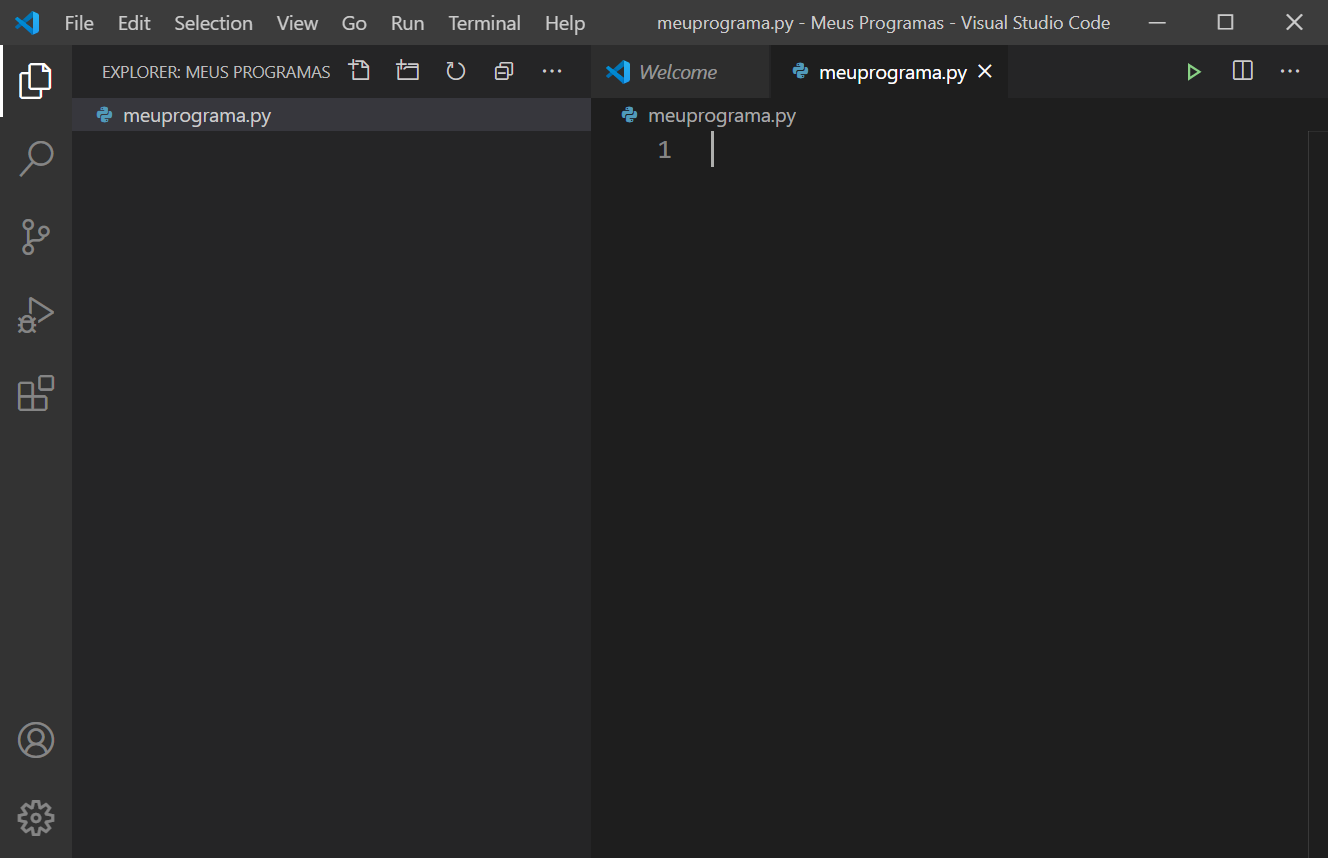 File Edit Selection View Go Run Terminal Help meuprograma.py - Meus Programas - Visual Studio Code
EXPLORER: MEUS PROGRAMAS
Welcome meuprograma.py
meuprograma.py
meuprograma.py
1